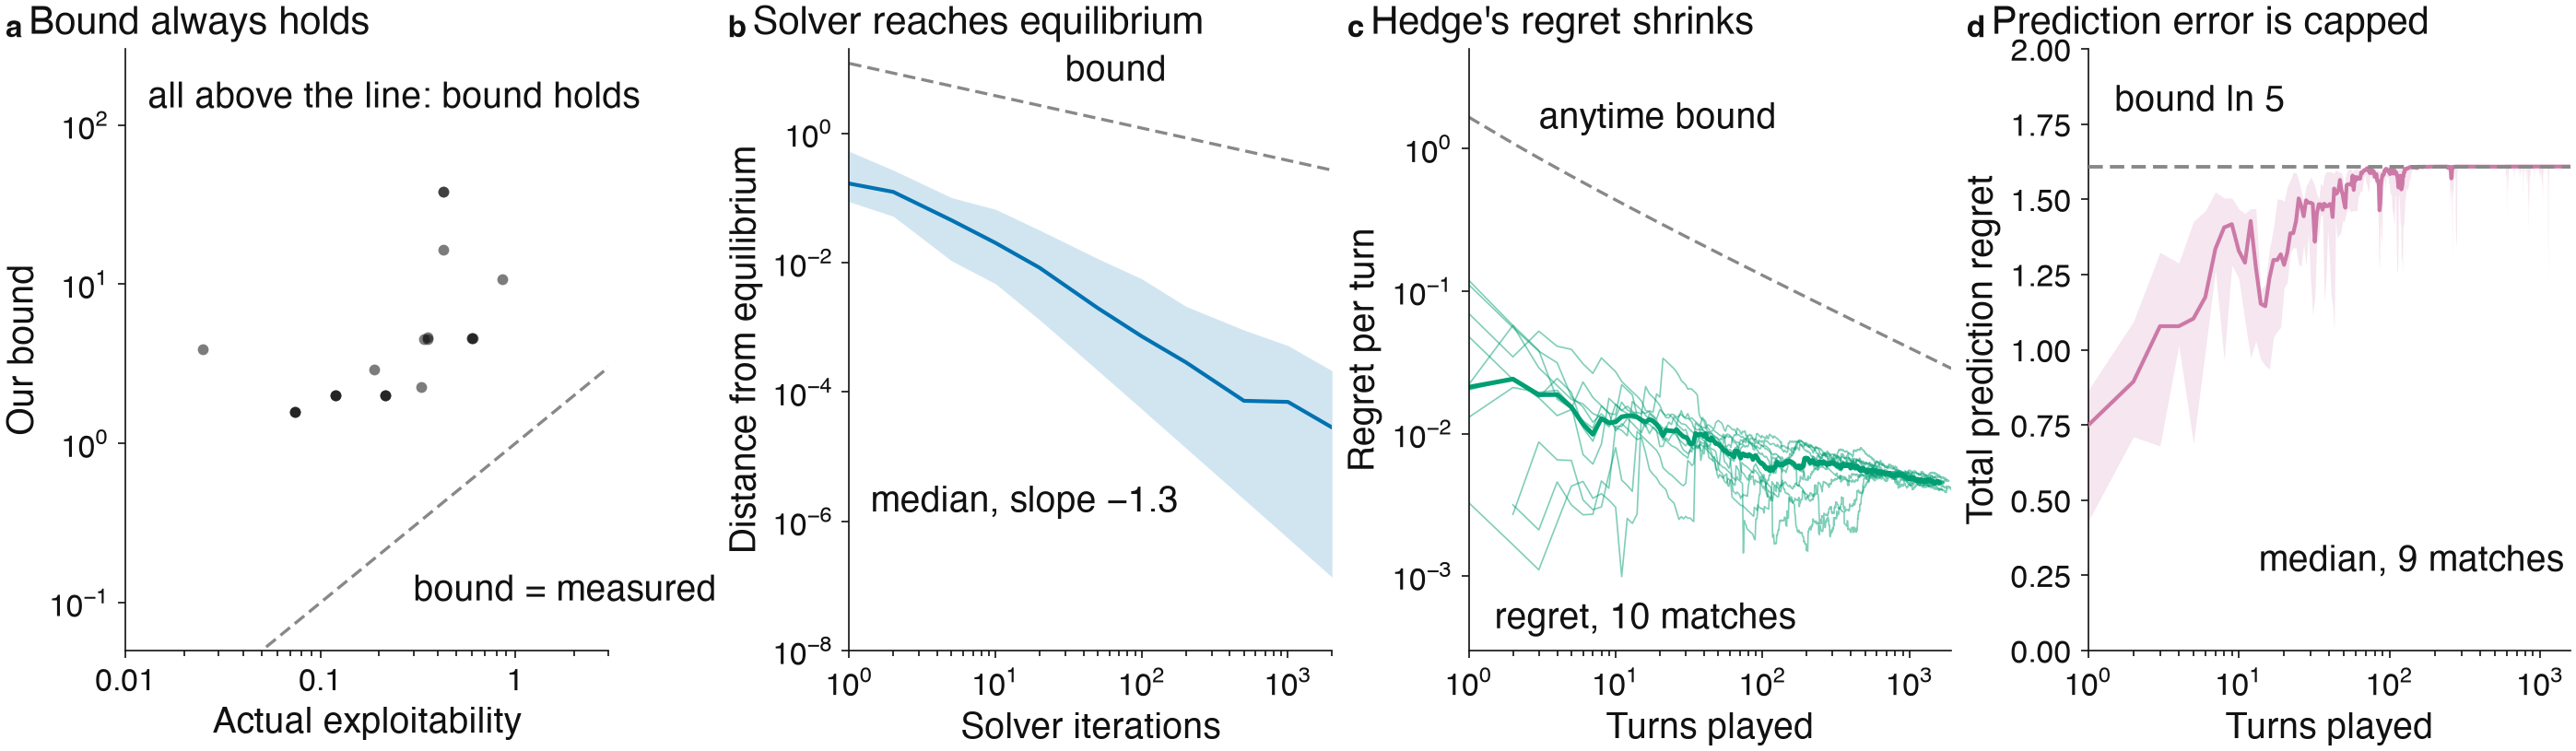 a Bound always holds
all above the line: bound holds
bound = measured
Our bound
10²
10¹
10⁰
10⁻¹
0.01
0.1
1
Actual exploitability
b Solver reaches equilibrium
bound
median, slope −1.3
Distance from equilibrium
10⁰
10⁻²
10⁻⁴
10⁻⁶
10⁻⁸
10⁰
10¹
10²
10³
Solver iterations
c Hedge's regret shrinks
anytime bound
regret, 10 matches
Regret per turn
10⁰
10⁻¹
10⁻²
10⁻³
10⁰
10¹
10²
10³
Turns played
d Prediction error is capped
bound ln 5
median, 9 matches
Total prediction regret
2.00
1.75
1.50
1.25
1.00
0.75
0.50
0.25
0.00
10⁰
10¹
10²
10³
Turns played